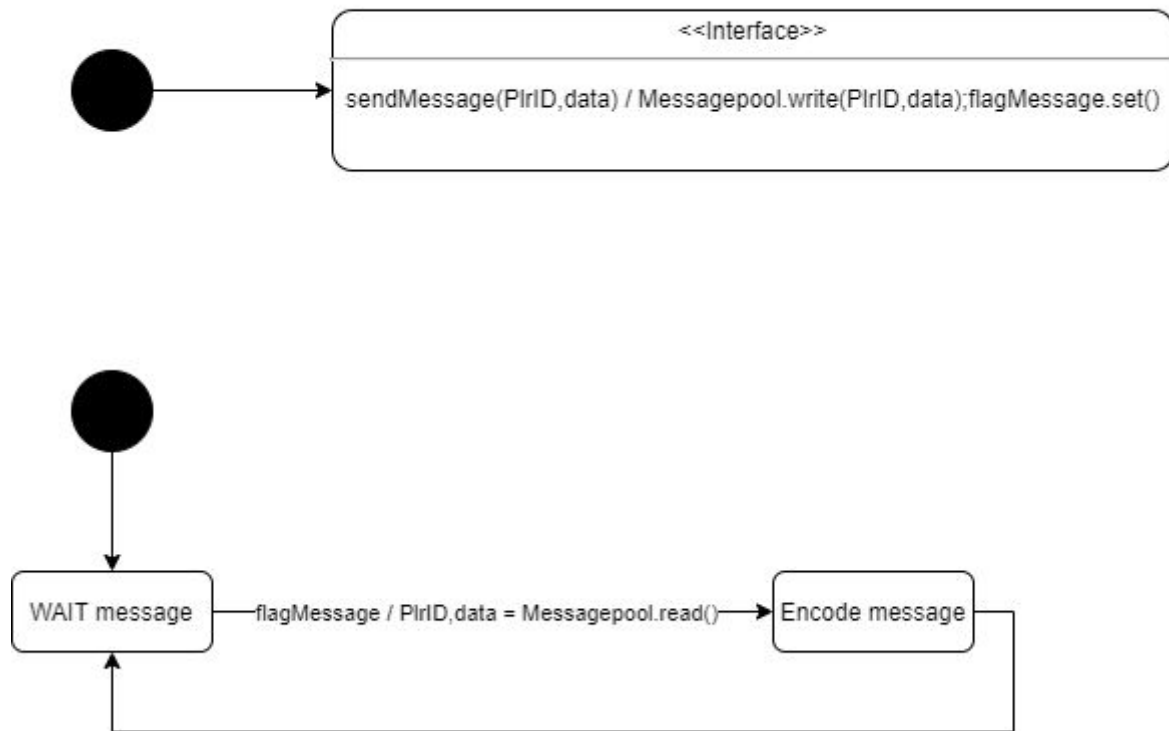 <<Interface>>
sendMessage(PlrID,data) / Messagepool.write(PlrID,data);flagMessage.set()
WAIT message
flagMessage / PlrID,data = Messagepool.read()
Encode message